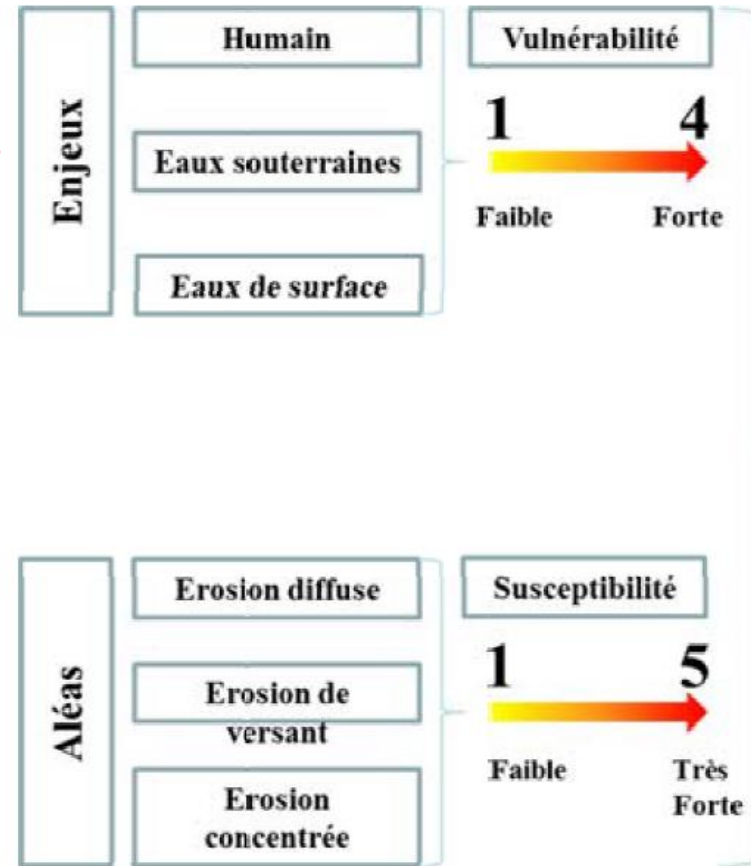 Enjeux
Humain
Eaux souterraines
Eaux de surface
Vulnérabilité
1 4
Faible Forte
Aléas
Erosion diffuse
Erosion de
versant
Erosion
concentrée
Susceptibilité
1 5
Faible Très
Forte